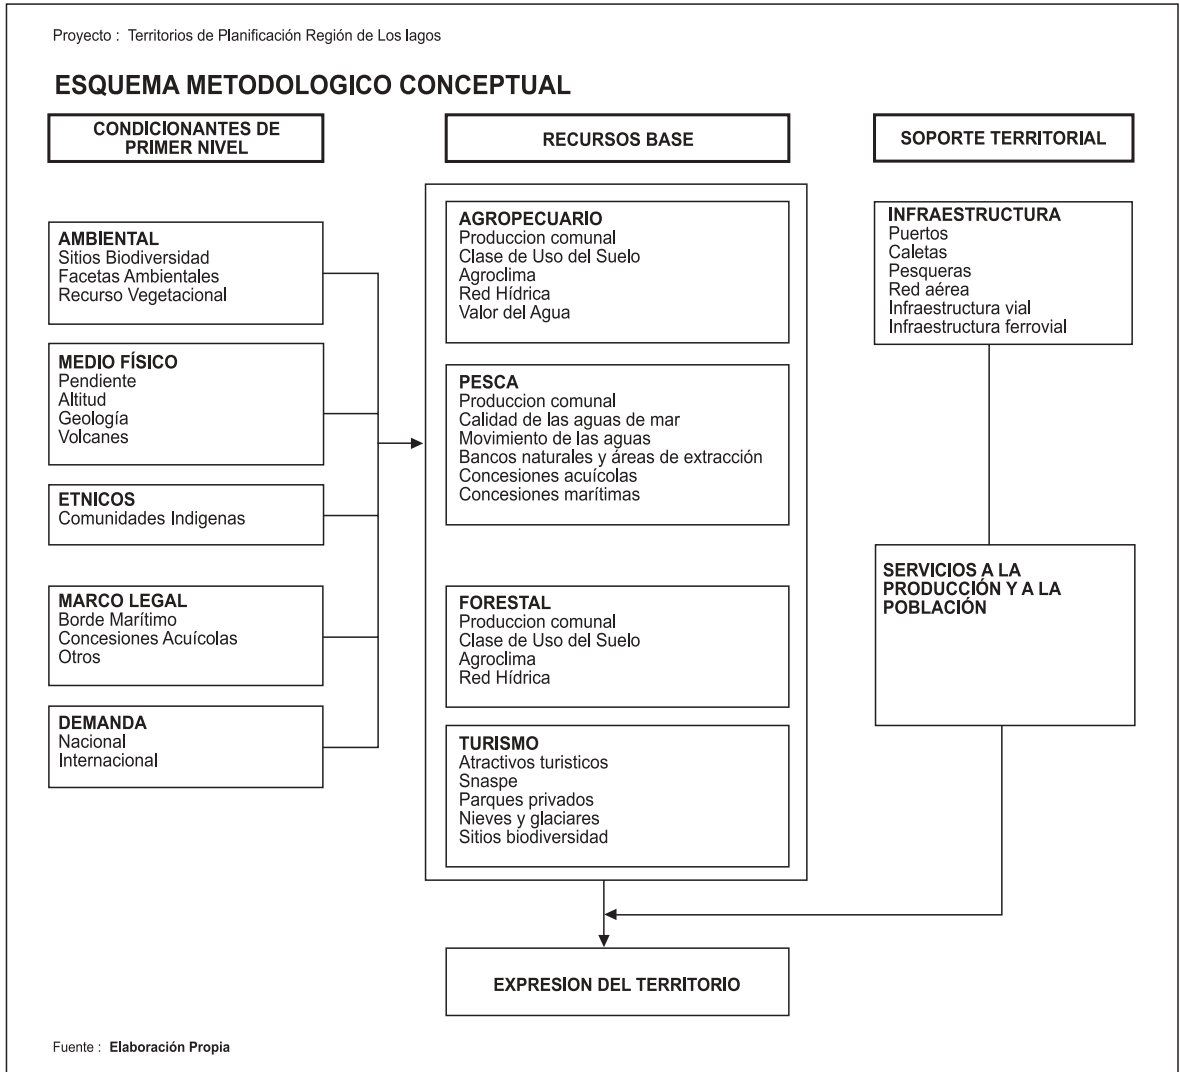 Proyecto : Territorios de Planificación Región de Los lagos
ESQUEMA METODOLOGICO CONCEPTUAL
CONDICIONANTES DE
PRIMER NIVEL
AMBIENTAL
Sitios Biodiversidad
Facetas Ambientales
Recurso Vegetacional
MEDIO FÍSICO
Pendiente
Altitud
Geología
Volcanes
ETNICOS
Comunidades Indigenas
MARCO LEGAL
Borde Marítimo
Concesiones Acuícolas
Otros
DEMANDA
Nacional
Internacional
RECURSOS BASE
AGROPECUARIO
Produccion comunal
Clase de Uso del Suelo
Agroclima
Red Hídrica
Valor del Agua
PESCA
Produccion comunal
Calidad de las aguas de mar
Movimiento de las aguas
Bancos naturales y áreas de extracción
Concesiones acuícolas
Concesiones marítimas
FORESTAL
Produccion comunal
Clase de Uso del Suelo
Agroclima
Red Hídrica
TURISMO
Atractivos turisticos
Snaspe
Parques privados
Nieves y glaciares
Sitios biodiversidad
SOPORTE TERRITORIAL
INFRAESTRUCTURA
Puertos
Caletas
Pesqueras
Red aérea
Infraestructura vial
Infraestructura ferrovial
SERVICIOS A LA
PRODUCCIÓN Y A LA
POBLACIÓN
EXPRESION DEL TERRITORIO
Fuente : Elaboración Propia